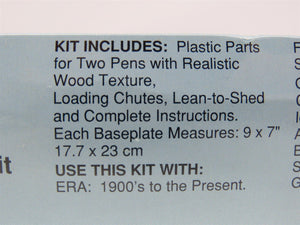 KIT INCLUDES: Plastic Parts
for Two Pens with Realistic
Wood Texture,
Loading Chutes, Lean-to-Shed
and Complete Instructions.
Each Baseplate Measures: 9 x 7"
17.7 x 23 cm
USE THIS KIT WITH:
ERA: 1900's to the Present.